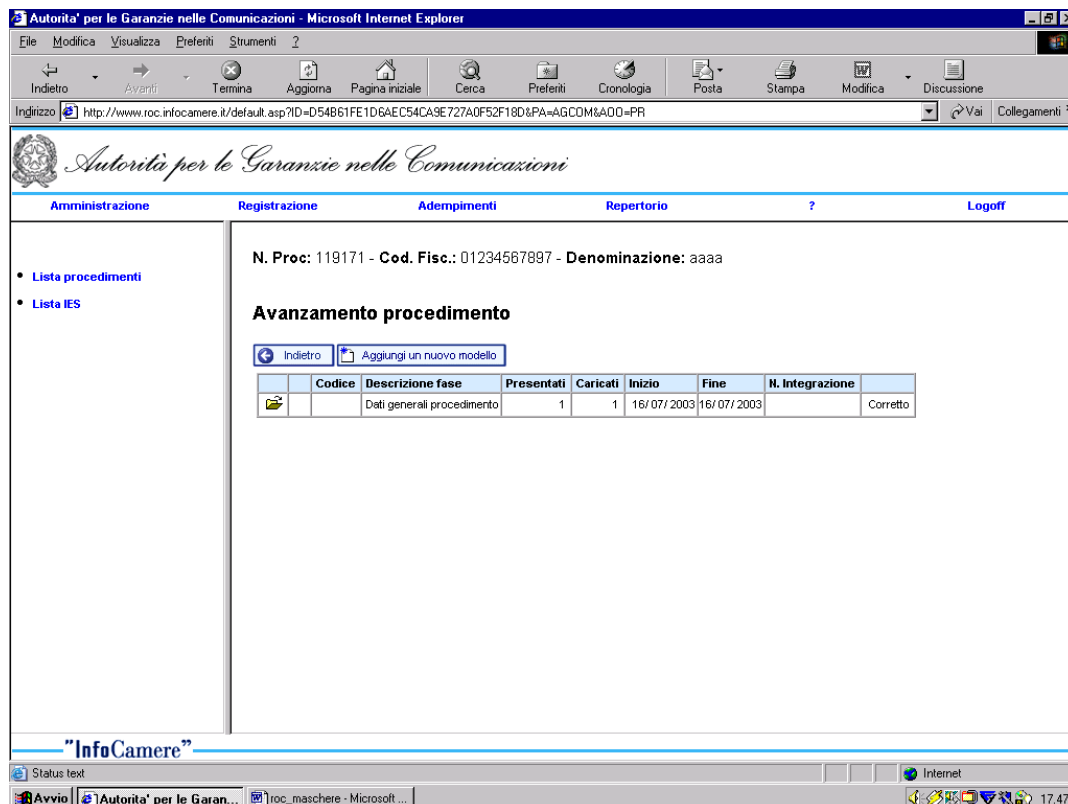 Autorita' per le Garanzie nelle Comunicazioni - Microsoft Internet Explorer
File Modifica Visualizza Preferiti Strumenti ?
Indietro Avanti Termina Aggiorna Pagina iniziale Cerca Preferiti Cronologia Posta Stampa Modifica Discussione
Indirizzo http://www.roc.infocamere.it/default.asp?ID=D54B61FE1D6AEC54CA9E727A0F52F18D&PA=AGCOM&AOO=PR Vai Collegamenti
Autorità per le Garanzie nelle Comunicazioni
Amministrazione Registrazione Adempimenti Repertorio ? Logoff
N. Proc: 119171 - Cod. Fisc.: 01234567897 - Denominazione: aaaa
• Lista procedimenti
• Lista IES
Avanzamento procedimento
Indietro Aggiungi un nuovo modello
Codice Descrizione fase Presentati Caricati Inizio Fine N. Integrazione
Dati generali procedimento 1 1 16/07/2003 16/07/2003 Corretto
"InfoCamere"
Status text Internet
Avvio Autorita' per le Garan... roc_maschere - Microsoft ... 17.47